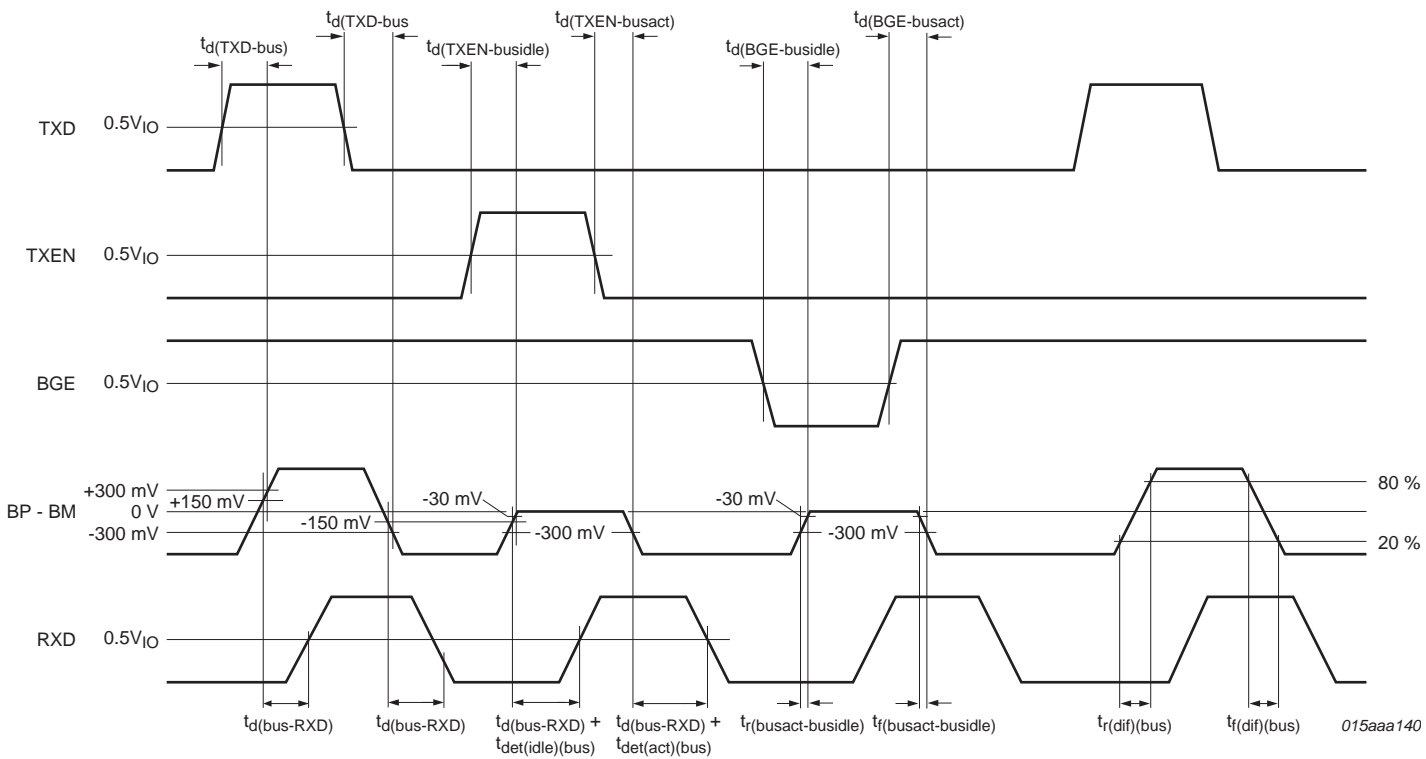 td(TXD-bus)
td(TXD-bus
td(TXEN-busidle)
td(TXEN-busact)
td(BGE-busidle)
td(BGE-busact)
TXD 0.5VIO
TXEN 0.5VIO
BGE 0.5VIO
BP - BM
+300 mV
+150 mV
0 V
-300 mV
-150 mV
-30 mV
-300 mV
-30 mV
-300 mV
80 %
20 %
RXD 0.5VIO
td(bus-RXD)
td(bus-RXD)
td(bus-RXD) +
tdet(idle)(bus)
td(bus-RXD) +
tdet(act)(bus)
tr(busact-busidle)
tf(busact-busidle)
tr(dif)(bus)
tf(dif)(bus)
015aaa140